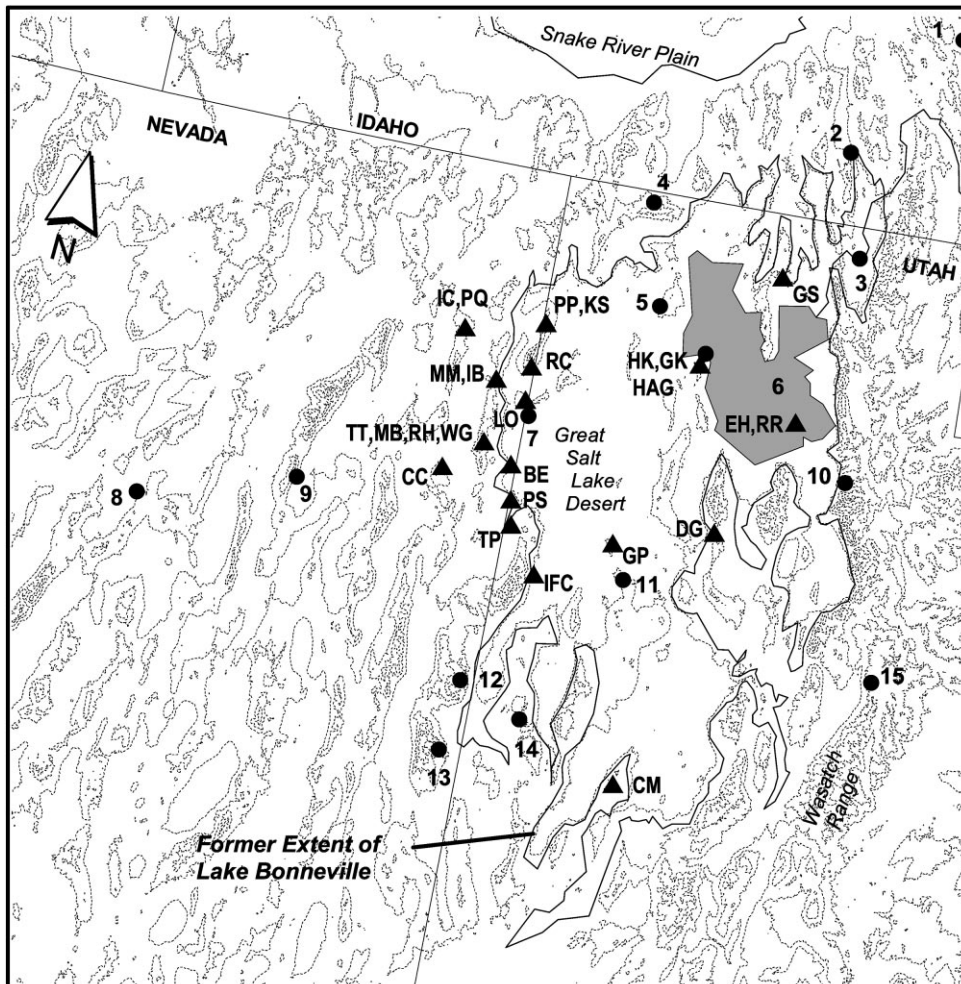 Snake River Plain
1
NEVADA
IDAHO
2
4
N
UTAH
3
GS
IC,PQ
PP,KS
5
RC
HK,GK
HAG
MM,IB
6
LO
EH,RR
7
TT,MB,RH,WG
Great
Salt
Lake
Desert
CC
BE
8
9
10
PS
TP
DG
GP
IFC
11
12
15
14
13
CM
Wasatch
Range
Former Extent of
Lake Bonneville